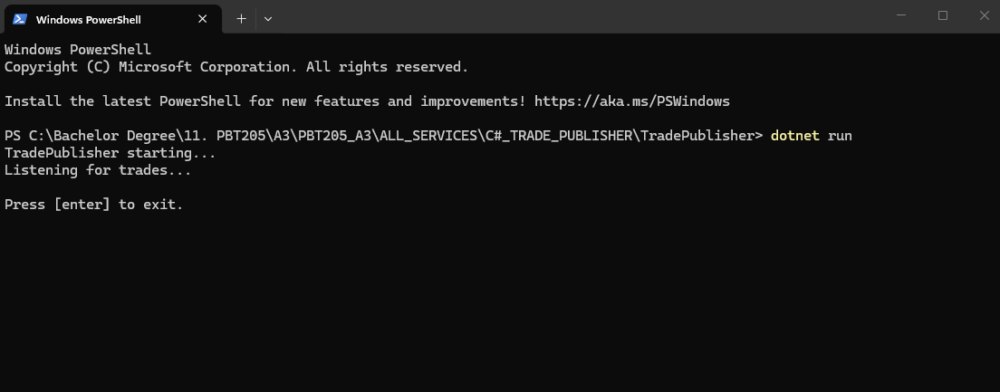 Windows PowerShell
Windows PowerShell
Copyright (C) Microsoft Corporation. All rights reserved.
Install the latest PowerShell for new features and improvements! https://aka.ms/PSWindows
PS C:\Bachelor Degree\11. PBT205\A3\PBT205_A3\ALL_SERVICES\C#_TRADE_PUBLISHER\TradePublisher> dotnet run
TradePublisher starting...
Listening for trades...
Press [enter] to exit.